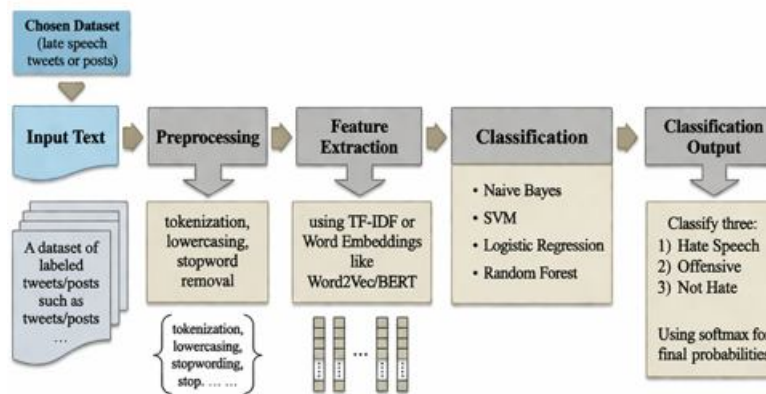 Chosen Dataset
(late speech
tweets or posts)
Input Text
Preprocessing
Feature
Extraction
Classification
Classification
Output
A dataset of
labeled
tweets/posts
such as
tweets/posts
...
tokenization,
lowercasing,
stopword
removal
tokenization,
lowercasing,
stopwording,
stop. ... ...
using TF-IDF or
Word Embeddings
like
Word2Vec/BERT
...
• Naive Bayes
• SVM
• Logistic Regression
• Random Forest
Classify three:
1) Hate Speech
2) Offensive
3) Not Hate
Using softmax for
final probabilities